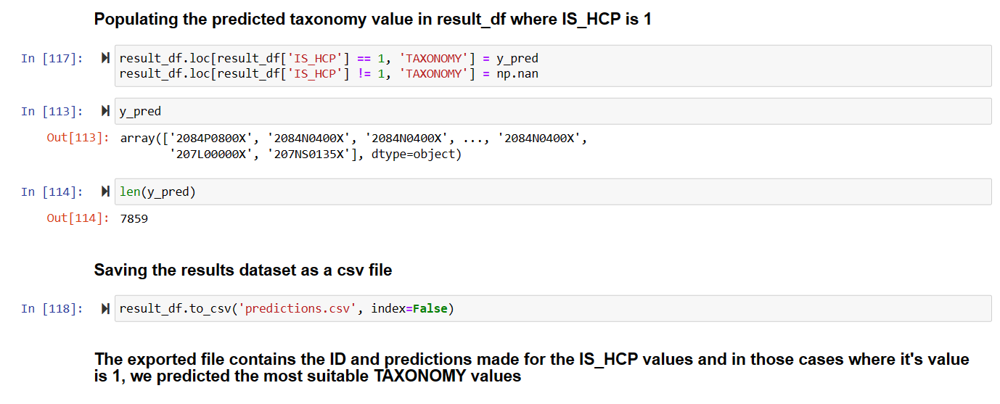 Populating the predicted taxonomy value in result_df where IS_HCP is 1
In [117]: result_df.loc[result_df['IS_HCP'] == 1, 'TAXONOMY'] = y_pred
result_df.loc[result_df['IS_HCP'] != 1, 'TAXONOMY'] = np.nan
In [113]: y_pred
Out[113]: array(['2084P0800X', '2084N0400X', '2084N0400X', ..., '2084N0400X',
'207L00000X', '207NS0135X'], dtype=object)
In [114]: len(y_pred)
Out[114]: 7859
Saving the results dataset as a csv file
In [118]: result_df.to_csv('predictions.csv', index=False)
The exported file contains the ID and predictions made for the IS_HCP values and in those cases where it's value
is 1, we predicted the most suitable TAXONOMY values